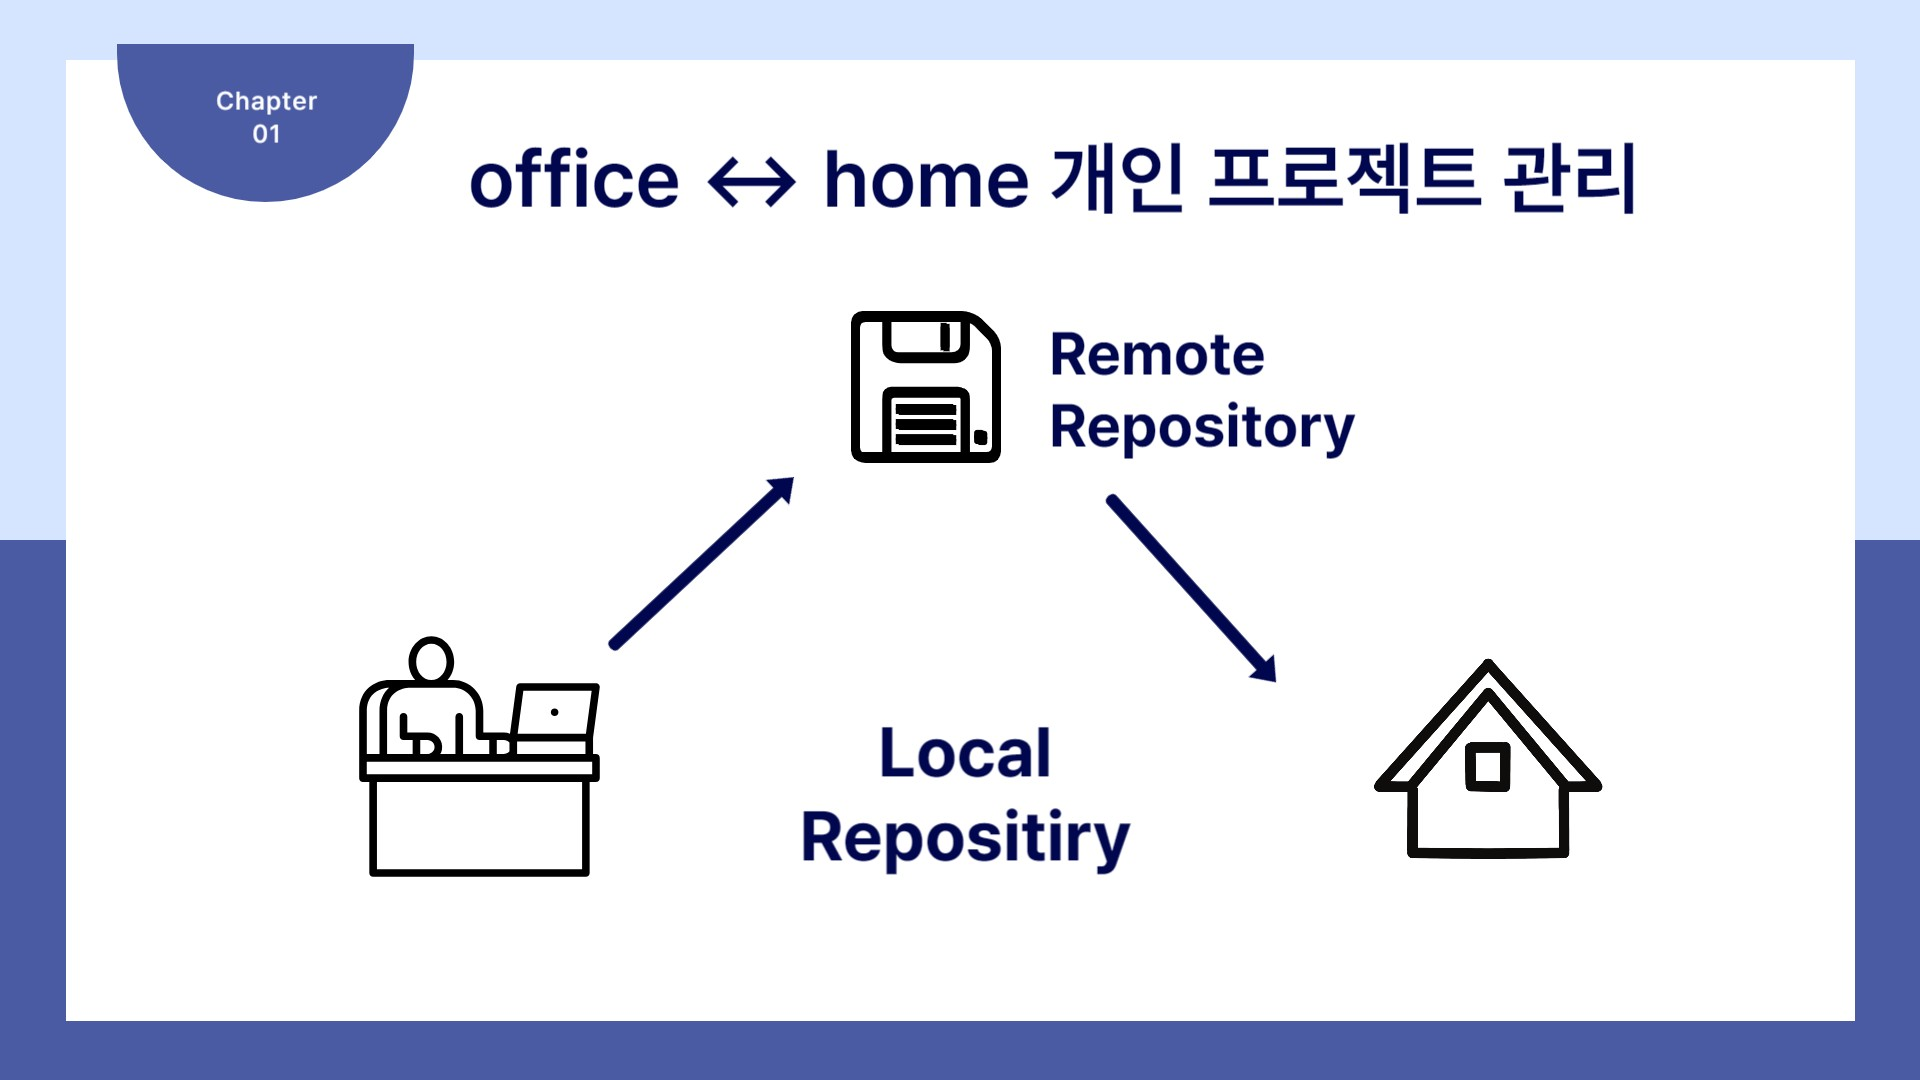 Chapter
01
office ↔ home 개인 프로젝트 관리
Remote
Repository
Local
Repositiry